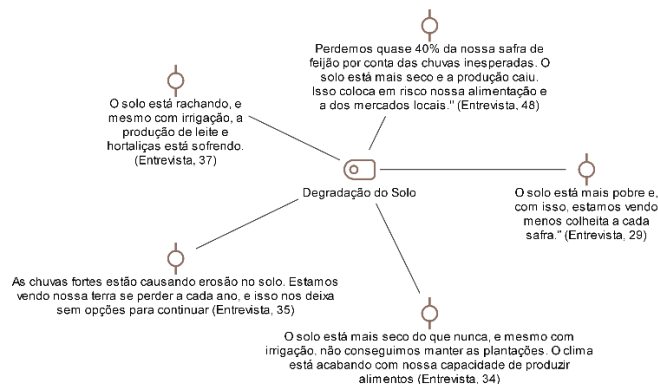 Perdemos quase 40% da nossa safra de
feijão por conta das chuvas inesperadas. O
solo está mais seco e a produção caiu.
Isso coloca em risco nossa alimentação e
a dos mercados locais." (Entrevista, 48)
O solo está rachando, e
mesmo com irrigação, a
produção de leite e
hortaliças está sofrendo.
(Entrevista, 37)
Degradação do Solo
O solo está mais pobre e,
com isso, estamos vendo
menos colheita a cada
safra." (Entrevista, 29)
As chuvas fortes estão causando erosão no solo. Estamos
vendo nossa terra se perder a cada ano, e isso nos deixa
sem opções para continuar (Entrevista, 35)
O solo está mais seco do que nunca, e mesmo com
irrigação, não conseguimos manter as plantações. O clima
está acabando com nossa capacidade de produzir
alimentos (Entrevista, 34)